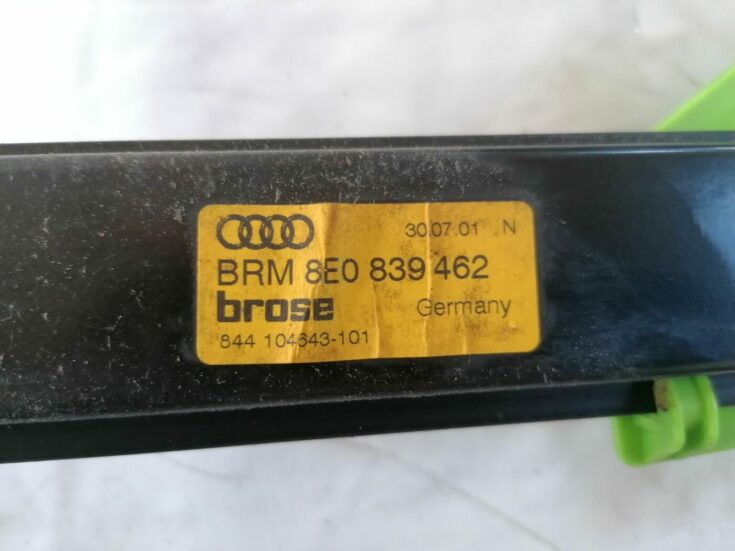 30.07.01 N
BRM 8E0 839 462
brose Germany
844 104643-101